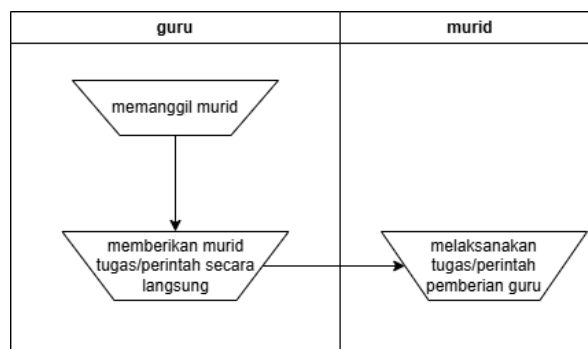 guru
murid
memanggil murid
memberikan murid
tugas/perintah secara
langsung
melaksanakan
tugas/perintah
pemberian guru